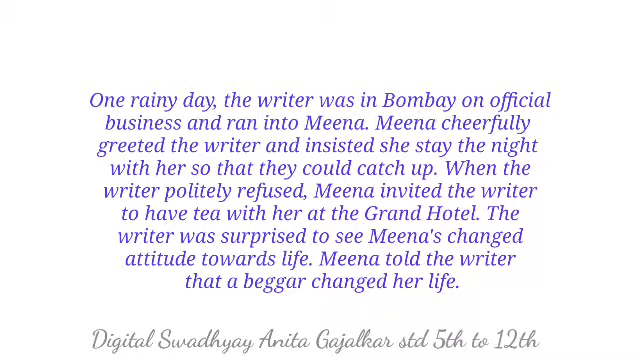 One rainy day, the writer was in Bombay on official
business and ran into Meena. Meena cheerfully
greeted the writer and insisted she stay the night
with her so that they could catch up. When the
writer politely refused, Meena invited the writer
to have tea with her at the Grand Hotel. The
writer was surprised to see Meena's changed
attitude towards life. Meena told the writer
that a beggar changed her life.
Digital Swadhyay Anita Gajalkar std 5th to 12th